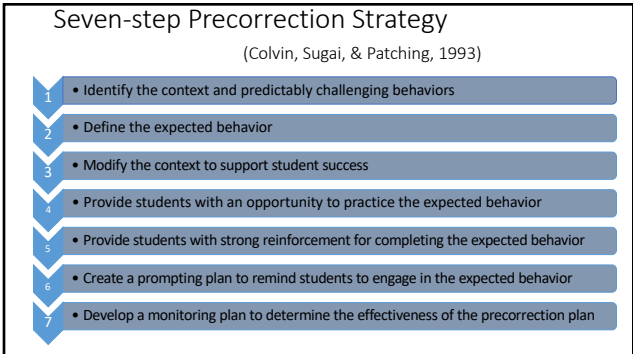 Seven-step Precorrection Strategy
(Colvin, Sugai, & Patching, 1993)
1 • Identify the context and predictably challenging behaviors
2 • Define the expected behavior
3 • Modify the context to support student success
4 • Provide students with an opportunity to practice the expected behavior
5 • Provide students with strong reinforcement for completing the expected behavior
6 • Create a prompting plan to remind students to engage in the expected behavior
7 • Develop a monitoring plan to determine the effectiveness of the precorrection plan